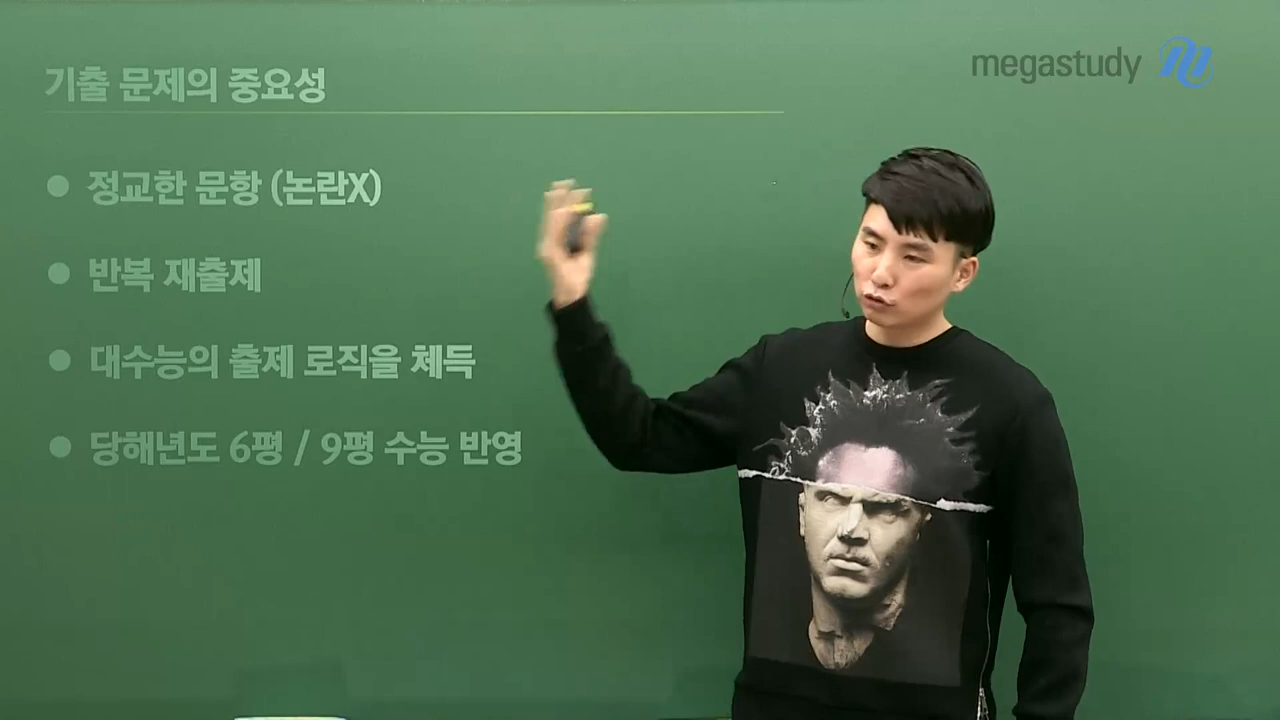 기출 문제의 중요성
megastudy
정교한 문항 (논란X)
반복 재출제
대수능의 출제 로직을 체득
당해년도 6평 / 9평 수능 반영